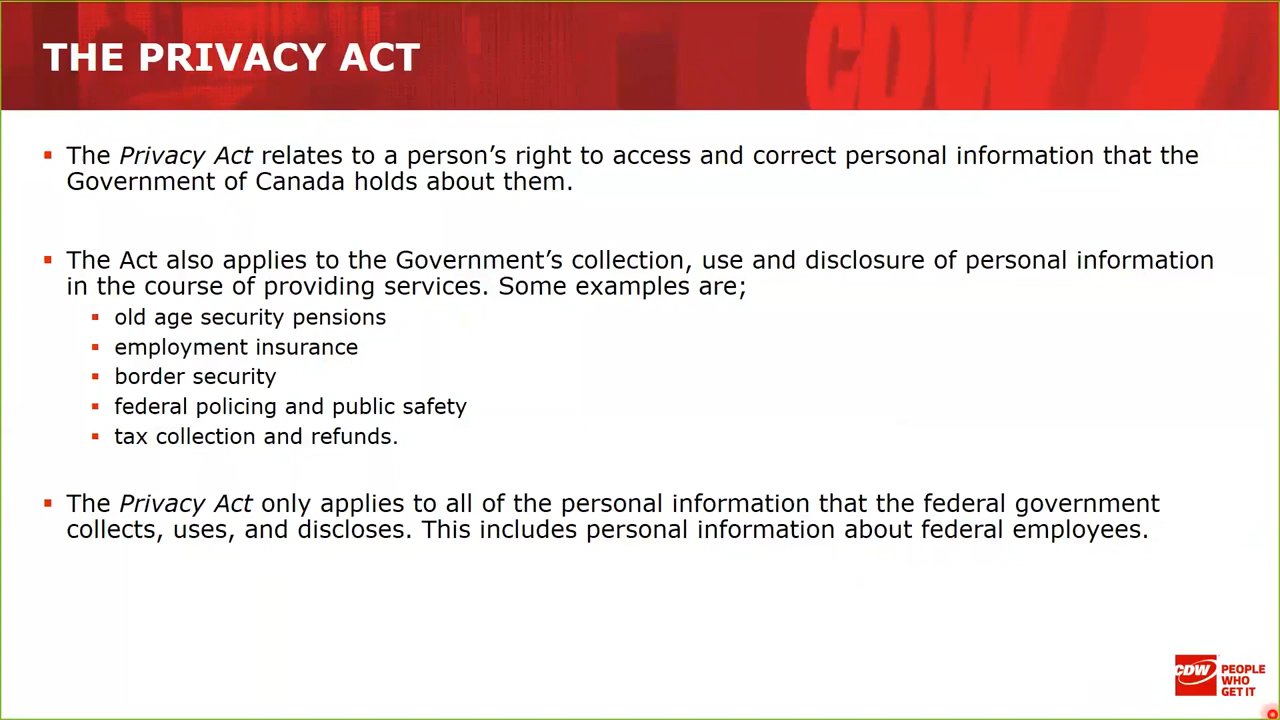 THE PRIVACY ACT
CDW
▪ The Privacy Act relates to a person’s right to access and correct personal information that the
Government of Canada holds about them.
▪ The Act also applies to the Government’s collection, use and disclosure of personal information
in the course of providing services. Some examples are;
▪ old age security pensions
▪ employment insurance
▪ border security
▪ federal policing and public safety
▪ tax collection and refunds.
▪ The Privacy Act only applies to all of the personal information that the federal government
collects, uses, and discloses. This includes personal information about federal employees.
CDW
PEOPLE
WHO
GET IT